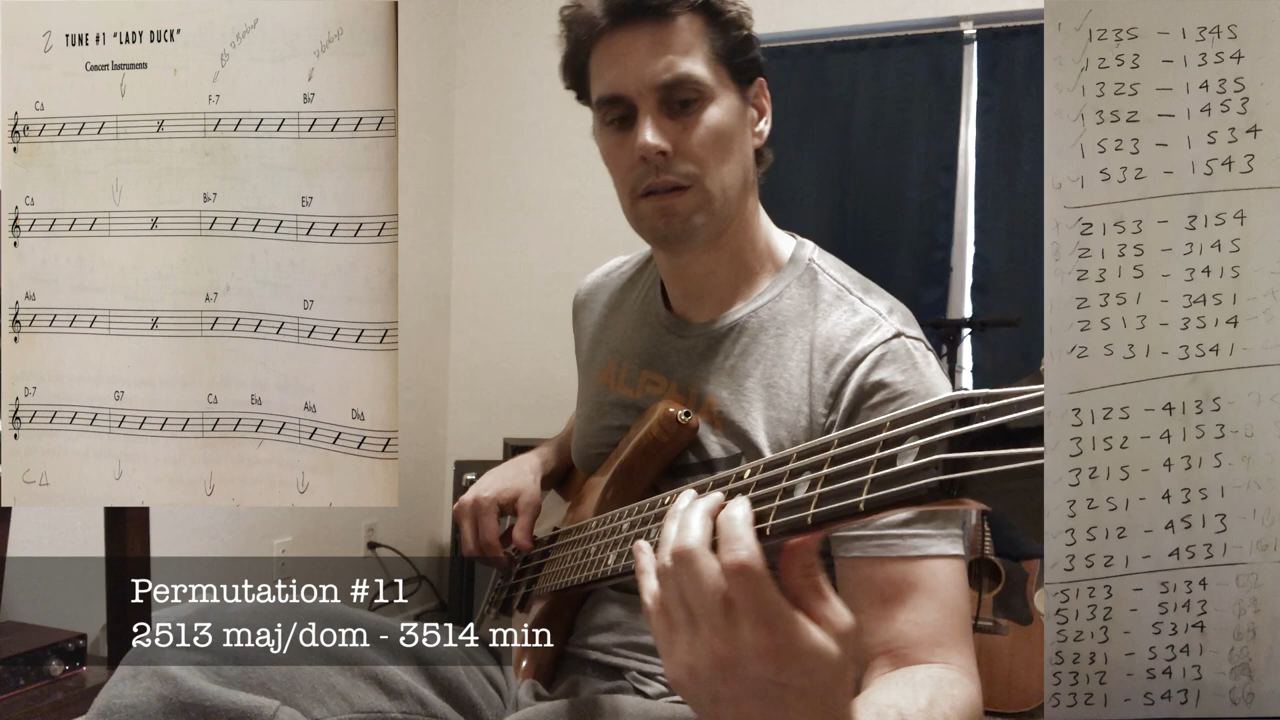 2 TUNE #1 "LADY DUCK"
Concert Instruments
C∆ F-7 B♭7
C∆ B♭-7 E♭7
A♭∆ A-7 D7
D-7 G7 C∆ E♭∆ A♭∆ D♭∆
C∆
ALPHA
Permutation #11
2513 maj/dom - 3514 min
1235 - 1345
1253 - 1354
1325 - 1435
1352 - 1453
1523 - 1534
1532 - 1543
2153 - 3154
2135 - 3145
2315 - 3415
2351 - 3451
2513 - 3514
2531 - 3541
3125 - 4135
3152 - 4153
3215 - 4315
3251 - 4351
3512 - 4513
3521 - 4531
5123 - 5134
5132 - 5143
5213 - 5314
5231 - 5341
5312 - 5413
5321 - 5431